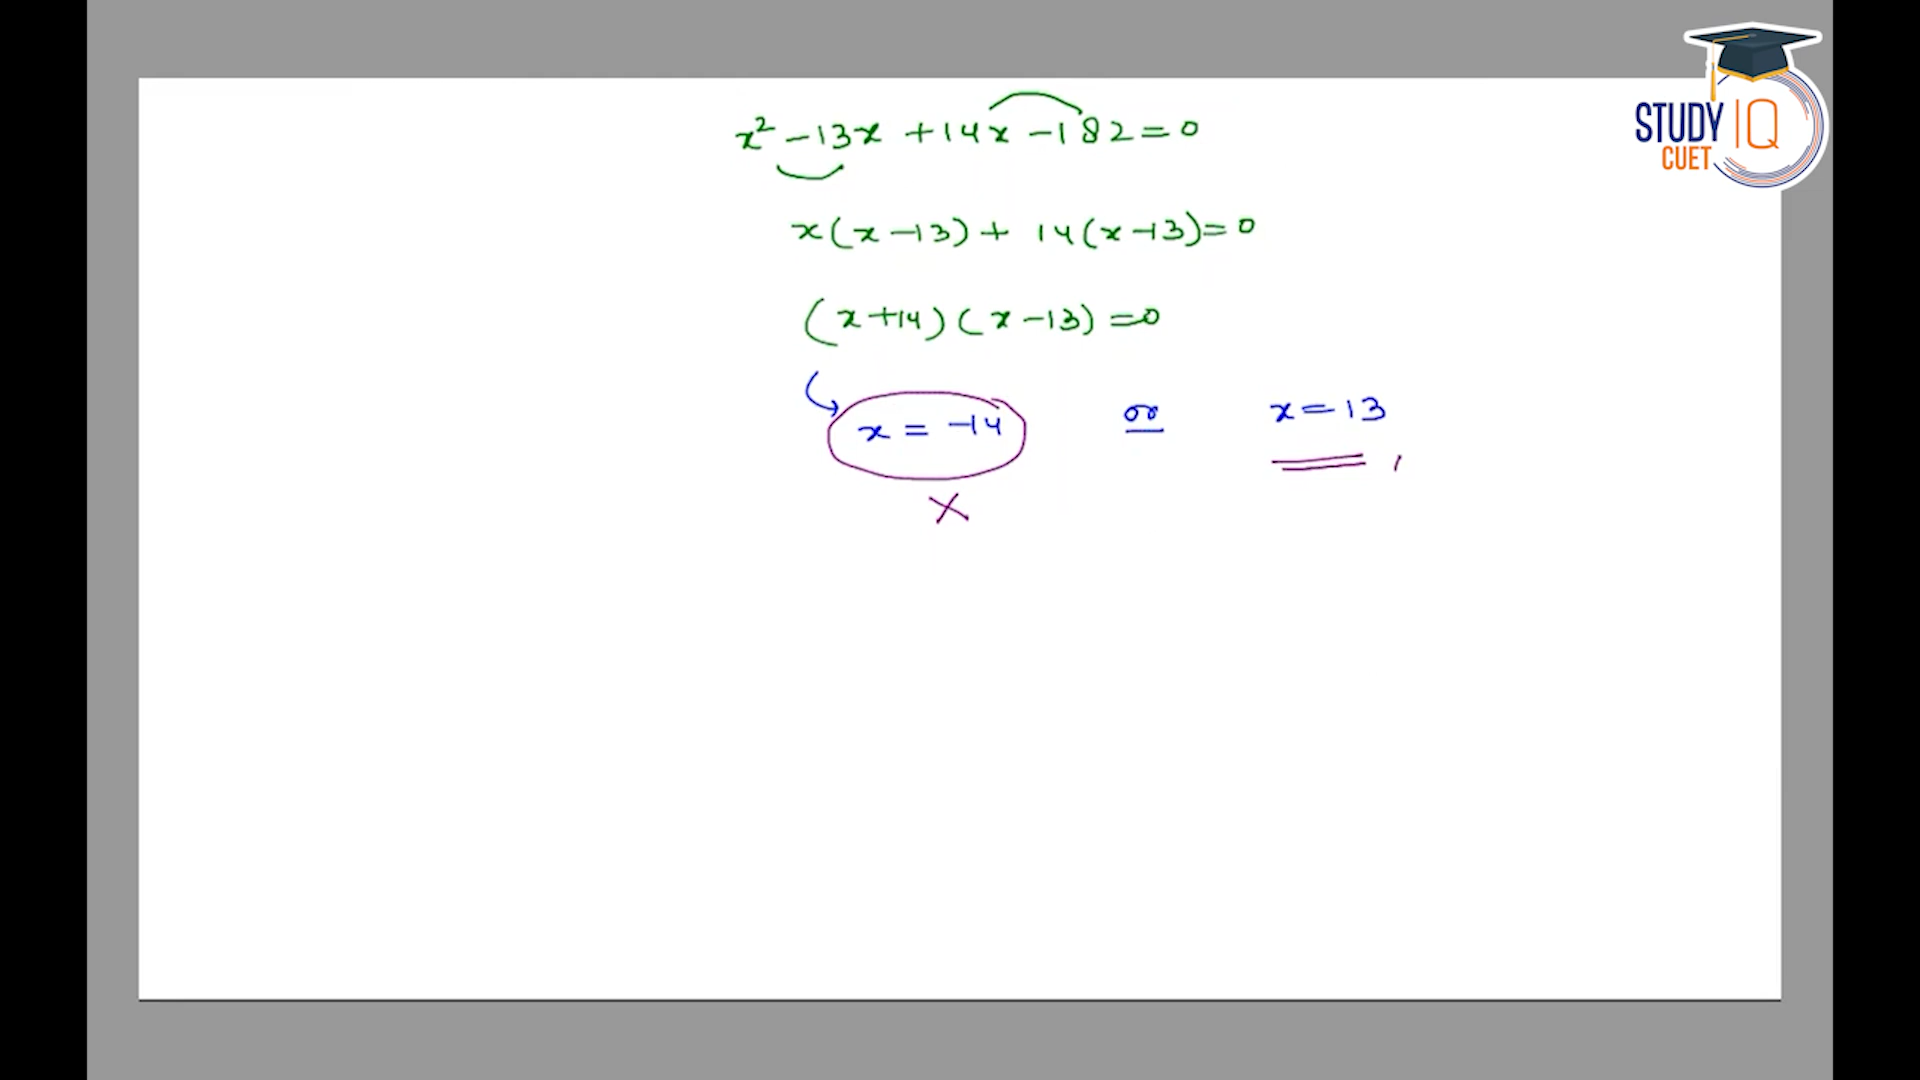 x² - 13x + 14x - 182 = 0
x(x - 13) + 14(x - 13) = 0
(x + 14)(x - 13) = 0
x = -14 or x = 13
X
STUDY IQ
CUET